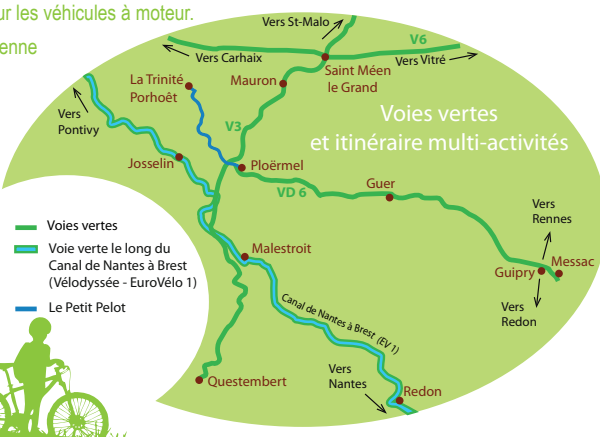 ur les véhicules à moteur.
enne
Vers St-Malo
V6
Vers Carhaix
Vers Vitré
Saint Méen
le Grand
La Trinité
Porhoët
Mauron
Vers
Pontivy
V3
Voies vertes
et itinéraire multi-activités
Josselin
Ploërmel
VD 6
Guer
Vers
Rennes
Voies vertes
Voie verte le long du
Canal de Nantes à Brest
(Vélodyssée - EuroVélo 1)
Le Petit Pelot
Malestroit
Guipry
Messac
Vers
Redon
Canal de Nantes à Brest (EV 1)
Questembert
Vers
Nantes
Redon